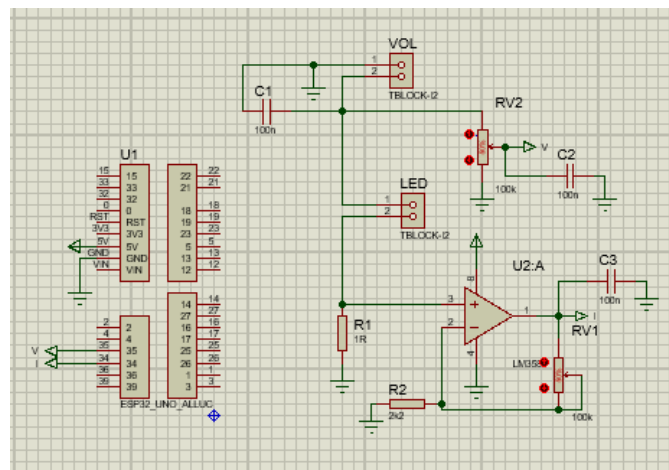 VOL
1
2
TBLOCK-I2
C1
100n
RV2
V
80%
100k
C2
100n
LED
1
2
TBLOCK-I2
U1
15
33
32
0
RST
3V3
5V
GND
VIN
15
33
32
0
RST
3V3
5V
GND
VIN
22
21
18
19
23
5
13
12
22
21
18
19
23
5
13
12
2
4
35
34
36
39
2
4
35
34
36
39
V
I
14
27
16
17
25
26
1
3
14
27
16
17
25
26
1
3
ESP32_UNO_ALLUC
R1
1R
U2:A
3
2
8
4
1
LM358
C3
100n
I
RV1
100k
R2
2k2